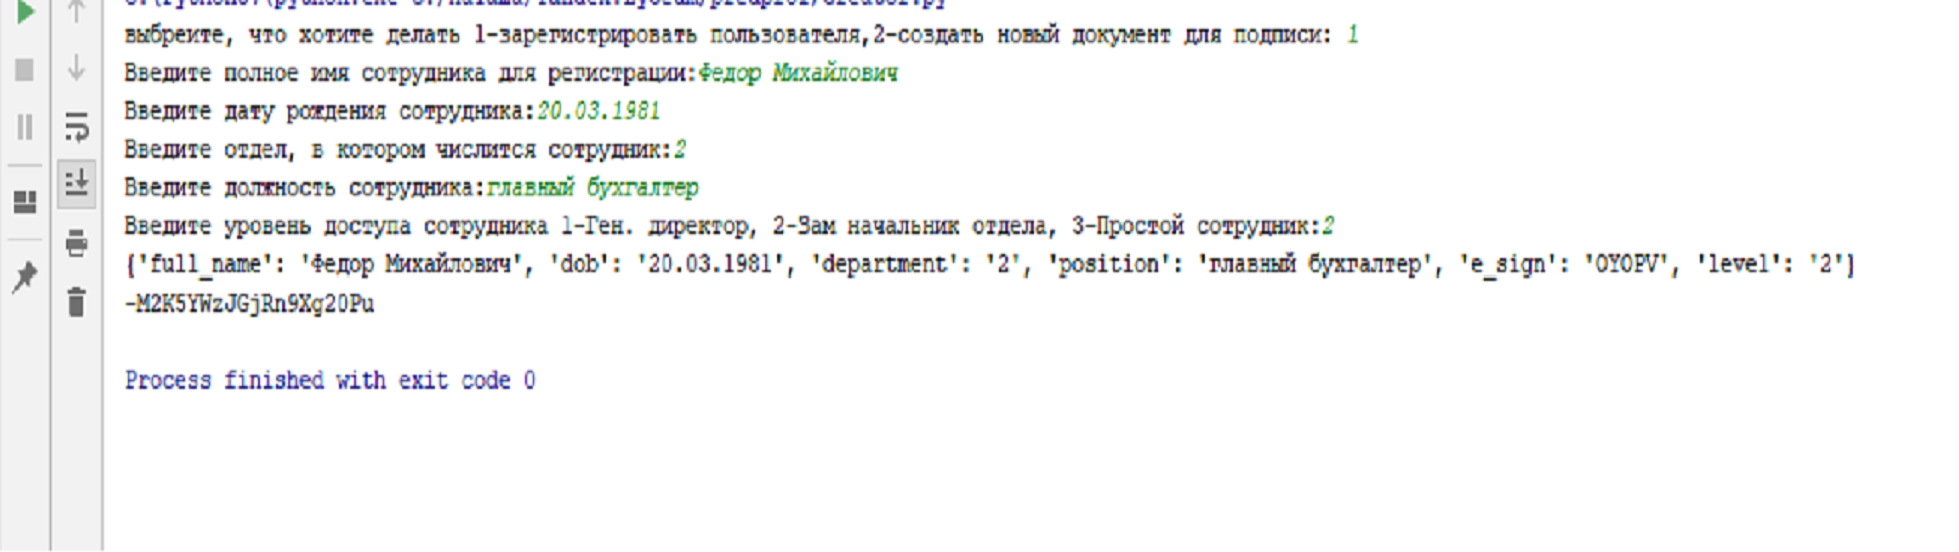 выбреите, что хотите делать 1-зарегистрировать пользователя,2-создать новый документ для подписи: 1
Введите полное имя сотрудника для регистрации:Федор Михайлович
Введите дату рождения сотрудника:20.03.1981
Введите отдел, в котором числится сотрудник:2
Введите должность сотрудника:главный бухгалтер
Введите уровень доступа сотрудника 1-Ген. директор, 2-Зам начальник отдела, 3-Простой сотрудник:2
{'full_name': 'Федор Михайлович', 'dob': '20.03.1981', 'department': '2', 'position': 'главный бухгалтер', 'e_sign': 'OYOPV', 'level': '2'}
-M2K5YWzJGjRn9Xg20Pu
Process finished with exit code 0